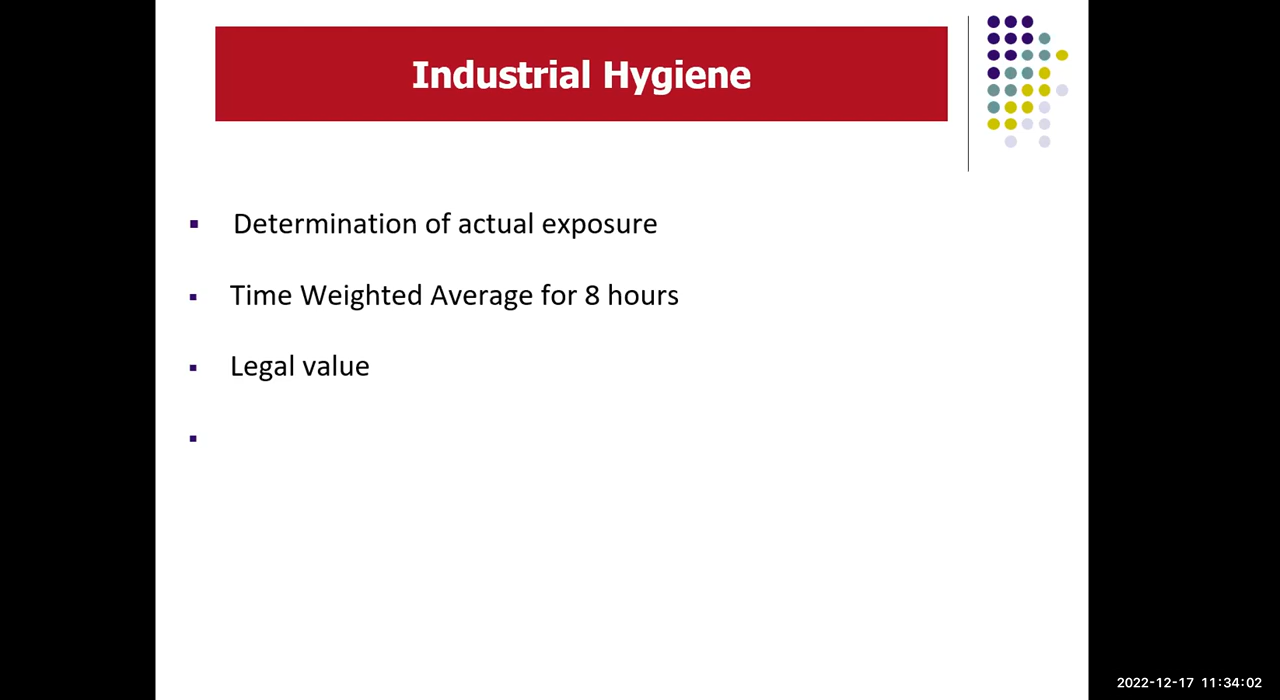 Industrial Hygiene
▪ Determination of actual exposure
▪ Time Weighted Average for 8 hours
▪ Legal value
▪
2022-12-17 11:34:02